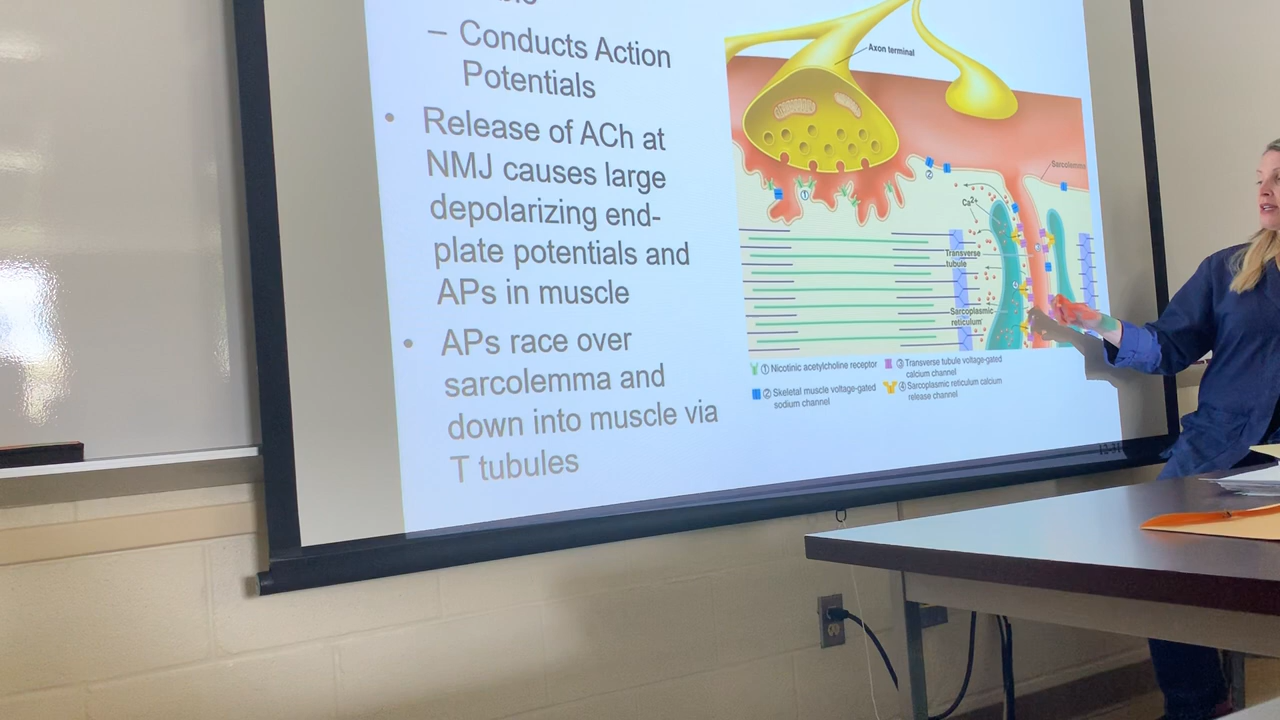 – Conducts Action
Potentials
• Release of ACh at
NMJ causes large
depolarizing end-
plate potentials and
APs in muscle
• APs race over
sarcolemma and
down into muscle via
T tubules
Axon terminal
Sarcolemma
②
①
Ca2+
Transverse
tubule
Sarcoplasmic
reticulum
① Nicotinic acetylcholine receptor
② Skeletal muscle voltage-gated
sodium channel
③ Transverse tubule voltage-gated
calcium channel
④ Sarcoplasmic reticulum calcium
release channel